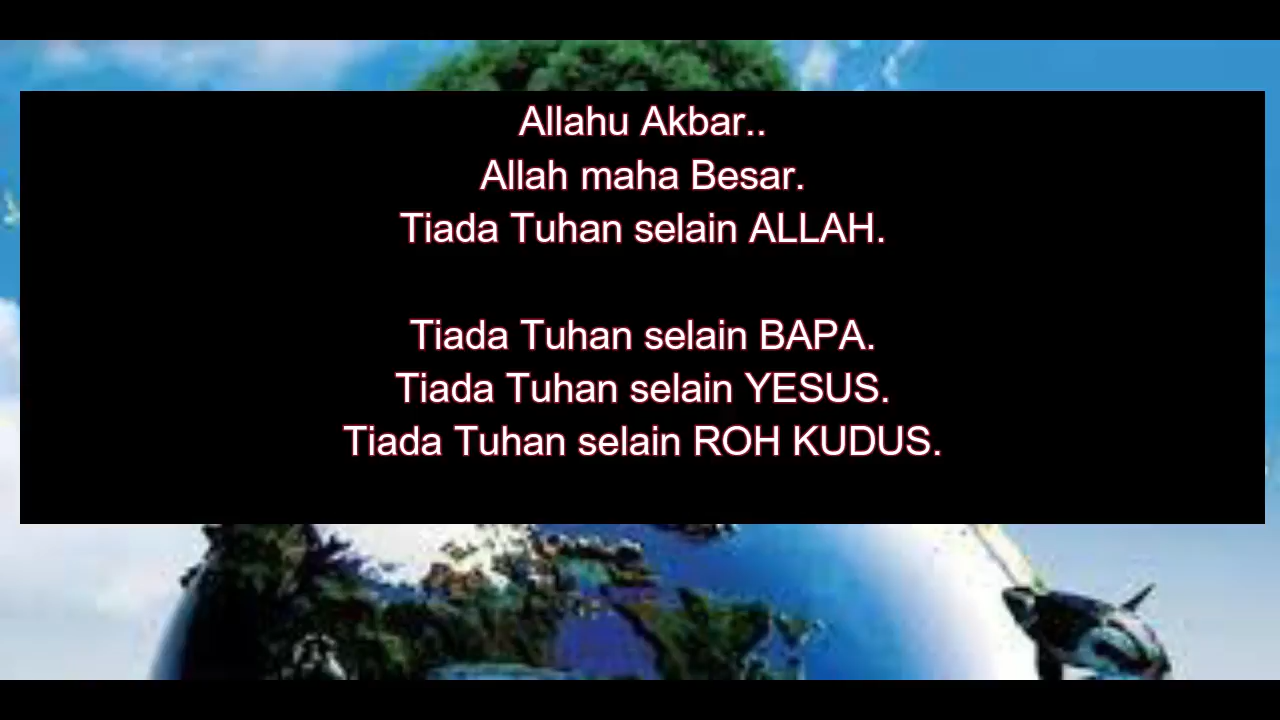 Allahu Akbar..
Allah maha Besar.
Tiada Tuhan selain ALLAH.
Tiada Tuhan selain BAPA.
Tiada Tuhan selain YESUS.
Tiada Tuhan selain ROH KUDUS.